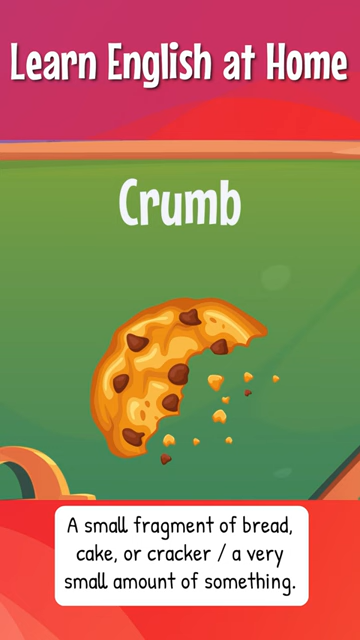 Learn English at Home
Crumb
A small fragment of bread,
cake, or cracker / a very
small amount of something.